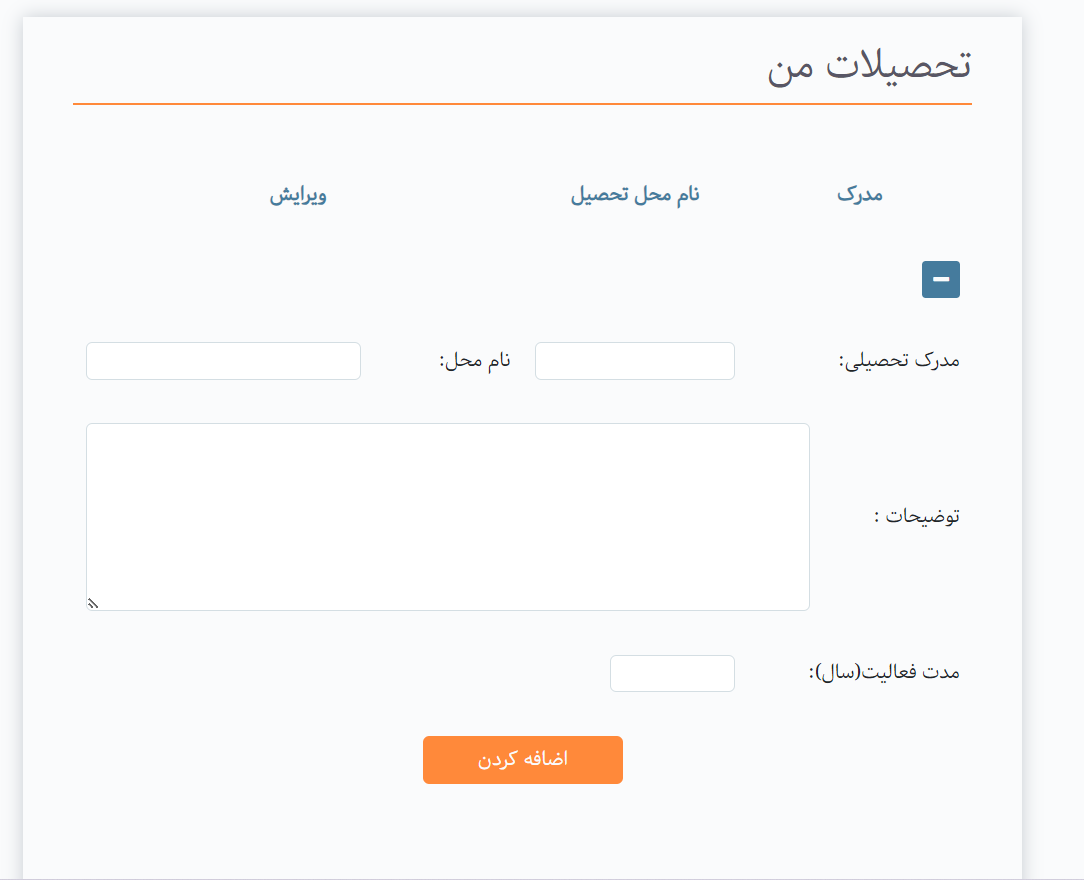 تحصیلات من
مدرک نام محل تحصیل ویرایش
مدرک تحصیلی: نام محل:
توضیحات :
مدت فعالیت(سال):
اضافه کردن